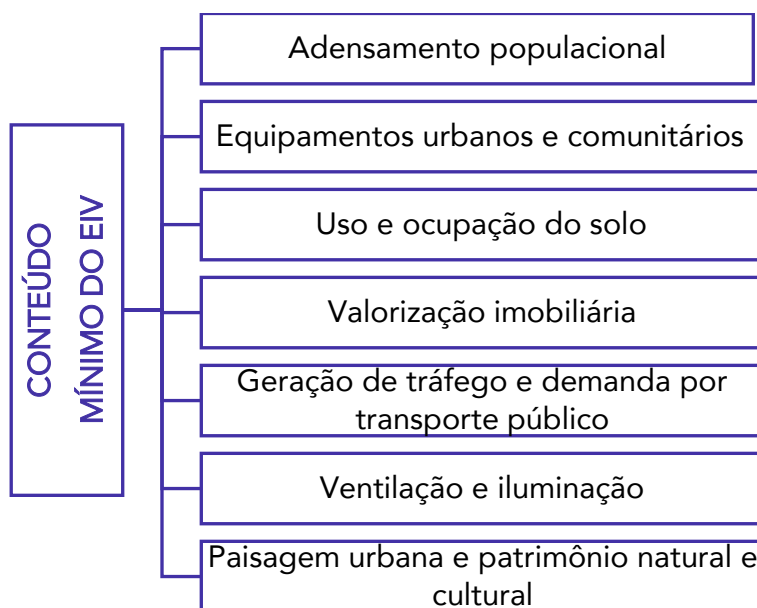 CONTEÚDO
MÍNIMO DO EIV
Adensamento populacional
Equipamentos urbanos e comunitários
Uso e ocupação do solo
Valorização imobiliária
Geração de tráfego e demanda por
transporte público
Ventilação e iluminação
Paisagem urbana e patrimônio natural e
cultural